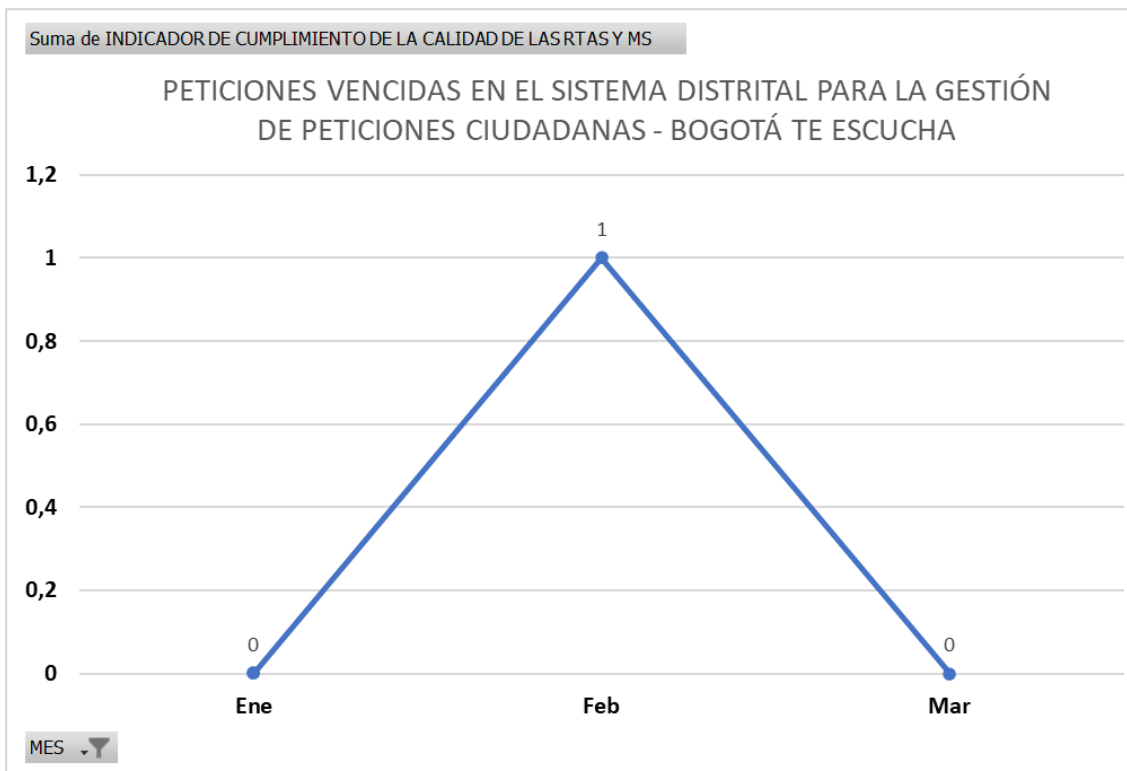 Suma de INDICADOR DE CUMPLIMIENTO DE LA CALIDAD DE LAS RTAS Y MS
PETICIONES VENCIDAS EN EL SISTEMA DISTRITAL PARA LA GESTIÓN
DE PETICIONES CIUDADANAS - BOGOTÁ TE ESCUCHA
1,2
1
1
0,8
0,6
0,4
0,2
0
0
0
Ene Feb Mar
MES